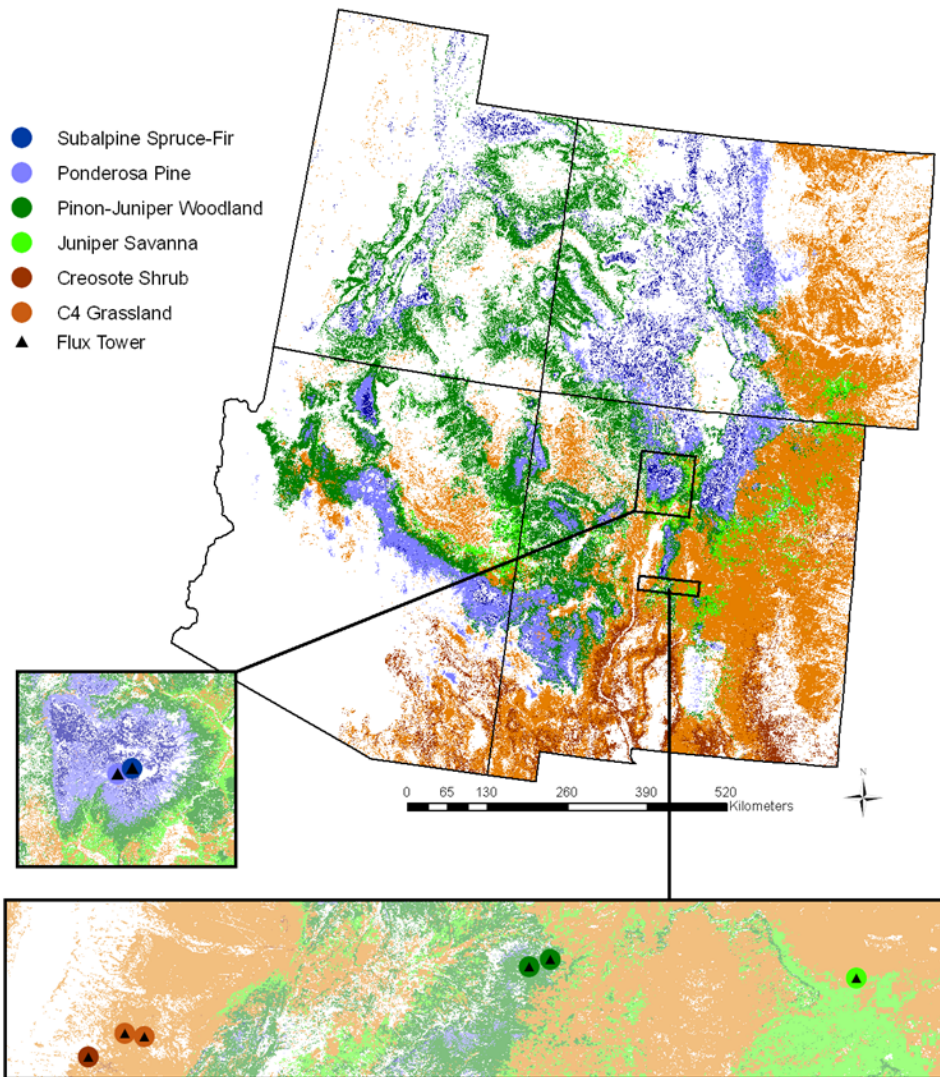 Subalpine Spruce-Fir
Ponderosa Pine
Pinon-Juniper Woodland
Juniper Savanna
Creosote Shrub
C4 Grassland
Flux Tower
N
0 65 130 260 390 520
Kilometers